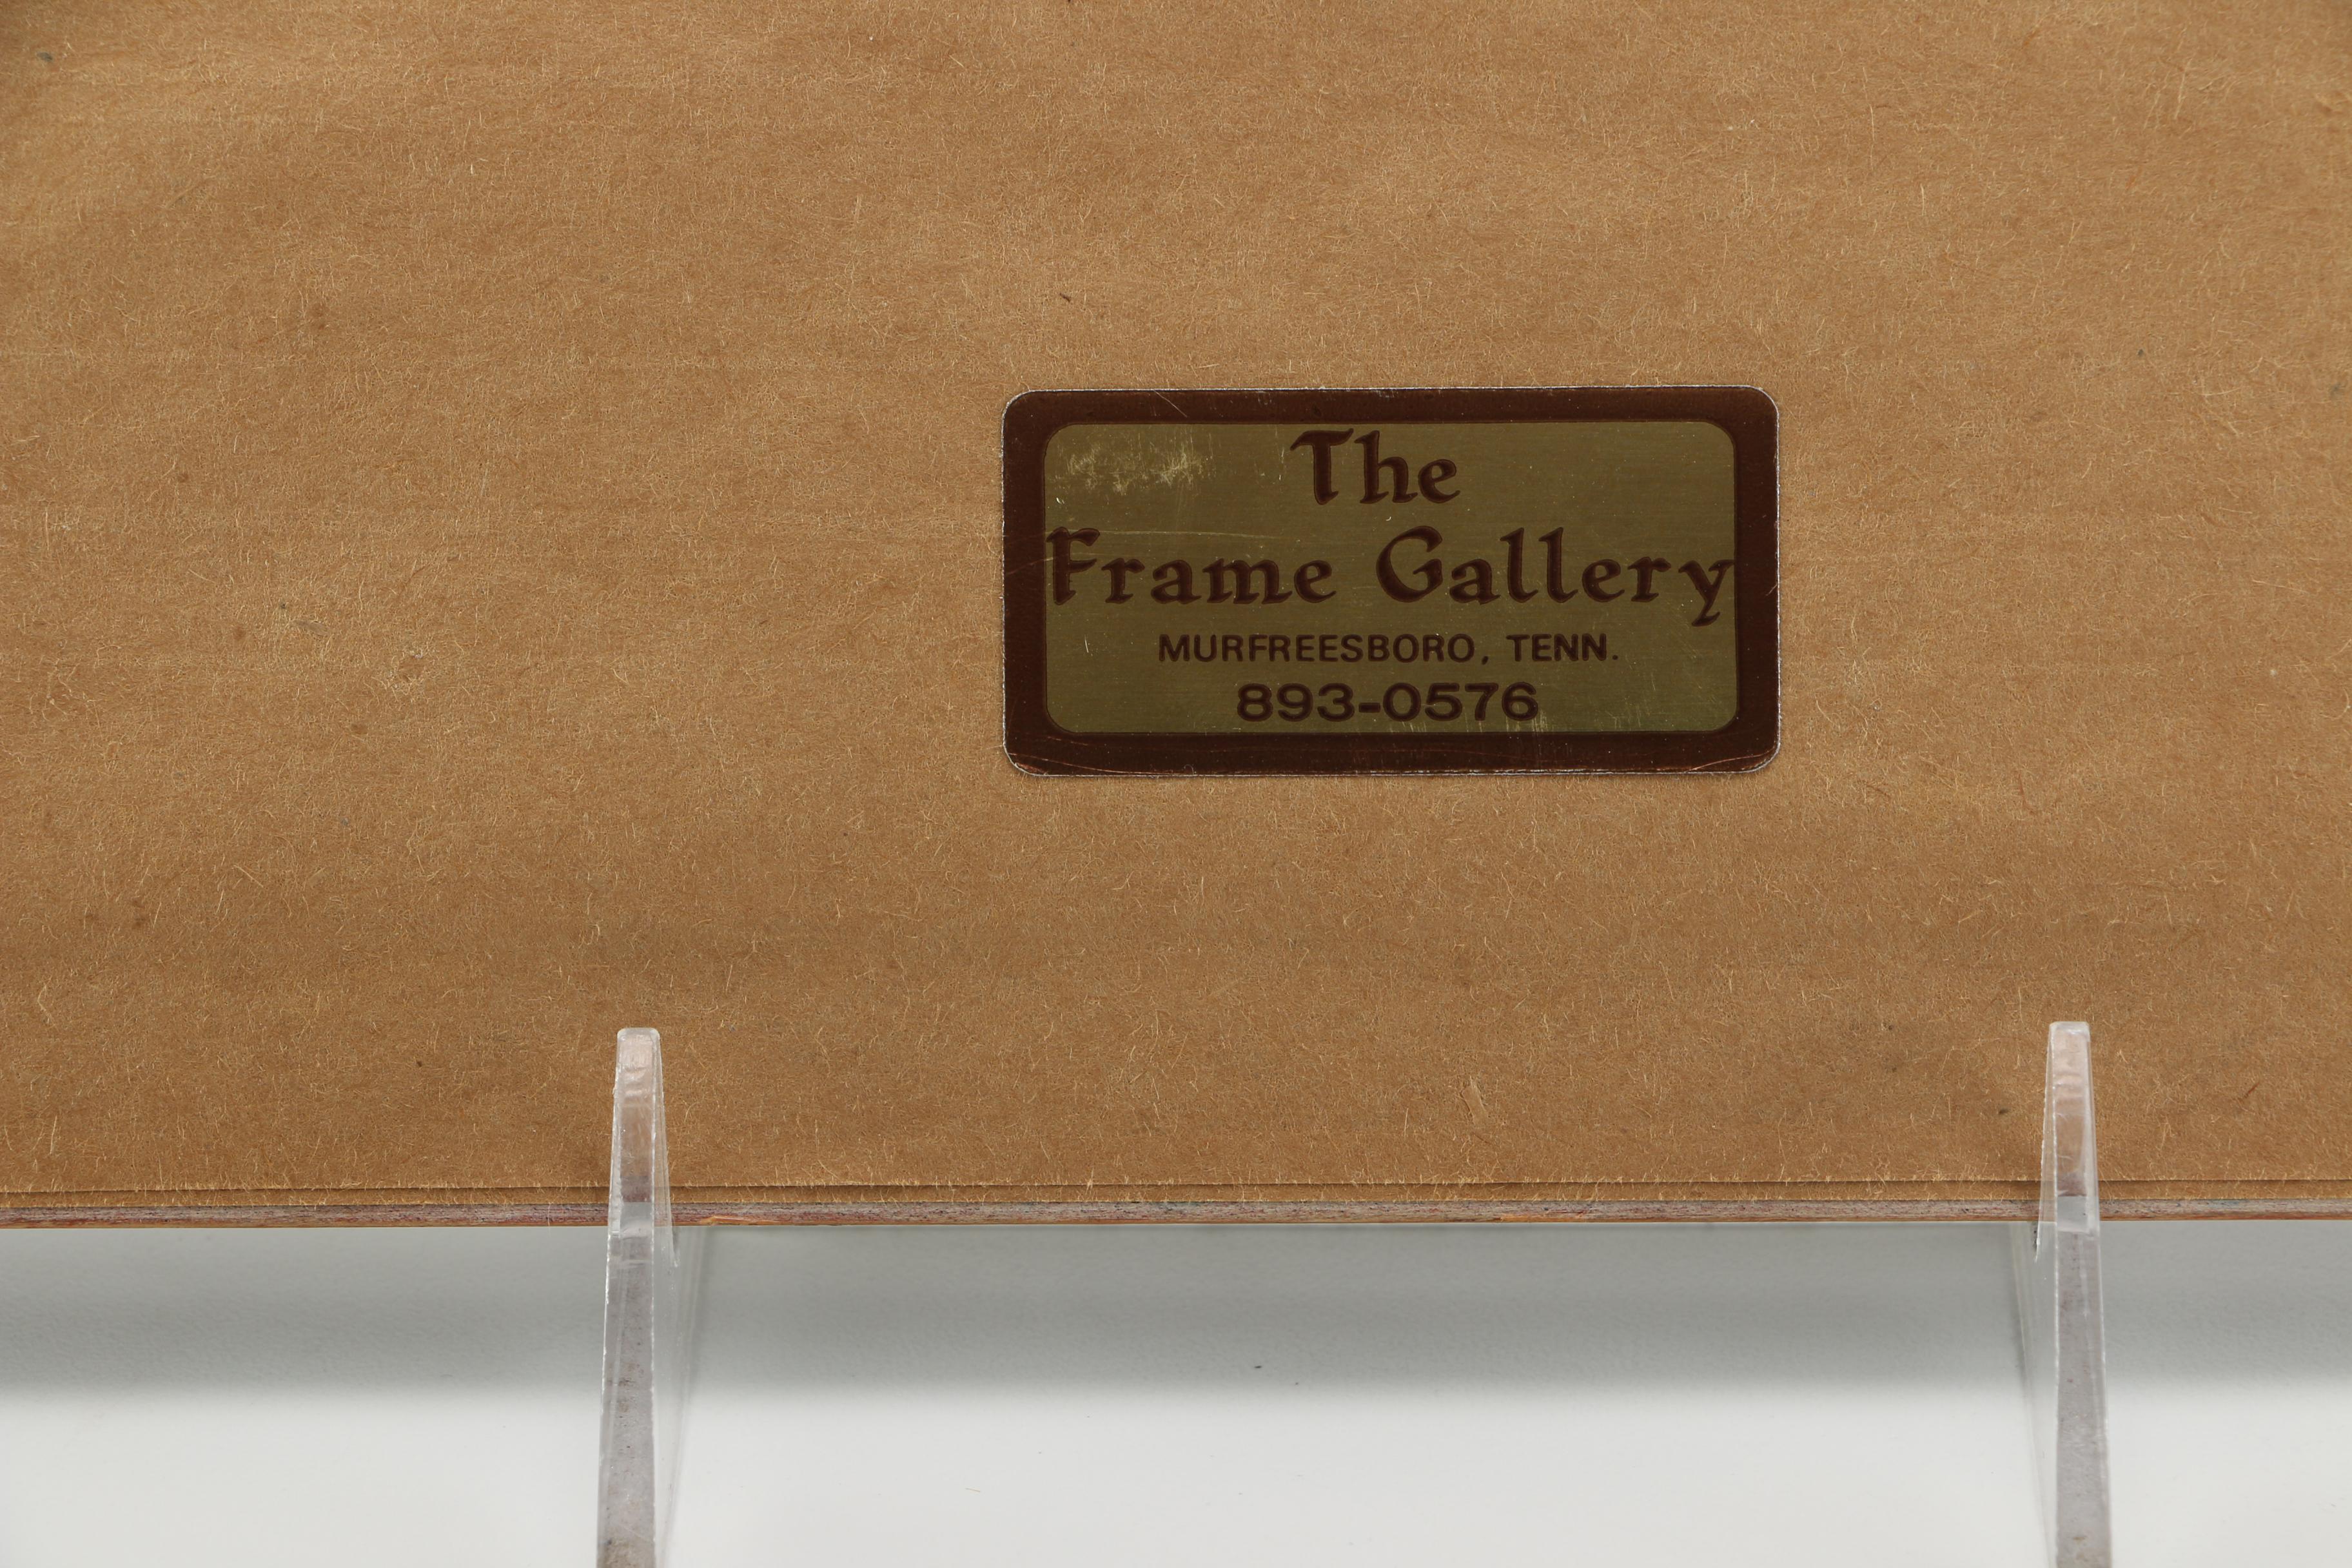 The
Frame Gallery
MURFREESBORO, TENN.
893-0576